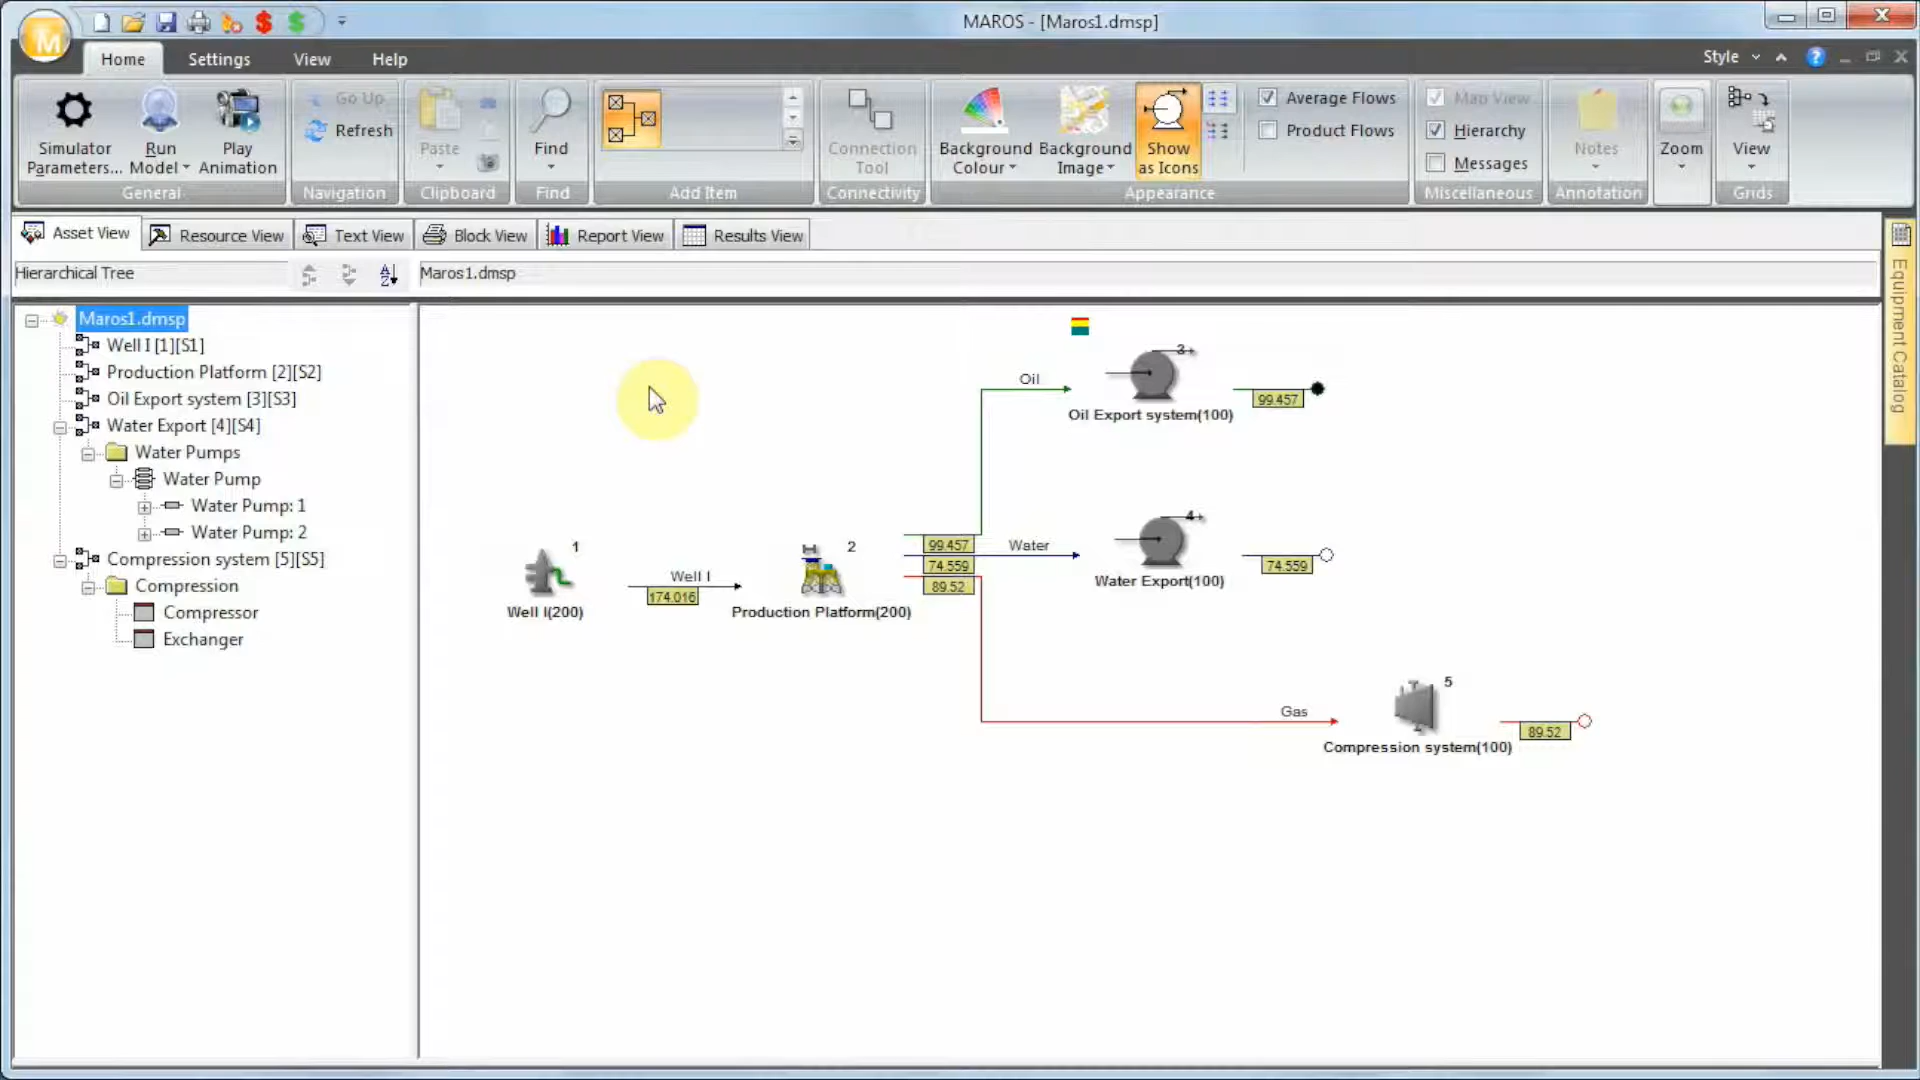 MAROS - [Maros1.dmsp]
Home Settings View Help Style
Simulator Parameters... Run Model Play Animation
General
Go Up
Refresh
Navigation
Paste
Clipboard
Find
Find
Add Item
Connection Tool
Connectivity
Background Colour Background Image Show as Icons
Average Flows
Product Flows
Appearance
Map View
Hierarchy
Messages
Miscellaneous
Notes
Annotation
Zoom
View
Grids
Asset View Resource View Text View Block View Report View Results View
Hierarchical Tree
Maros1.dmsp
Equipment Catalog
Maros1.dmsp
Well I [1][S1]
Production Platform [2][S2]
Oil Export system [3][S3]
Water Export [4][S4]
Water Pumps
Water Pump
Water Pump: 1
Water Pump: 2
Compression system [5][S5]
Compression
Compressor
Exchanger
3
Oil
99.457
Oil Export system(100)
4
Water
74.559
Water Export(100)
1
Well I
174.016
Well I(200)
2
99.457
74.559
89.52
Production Platform(200)
5
Gas
89.52
Compression system(100)